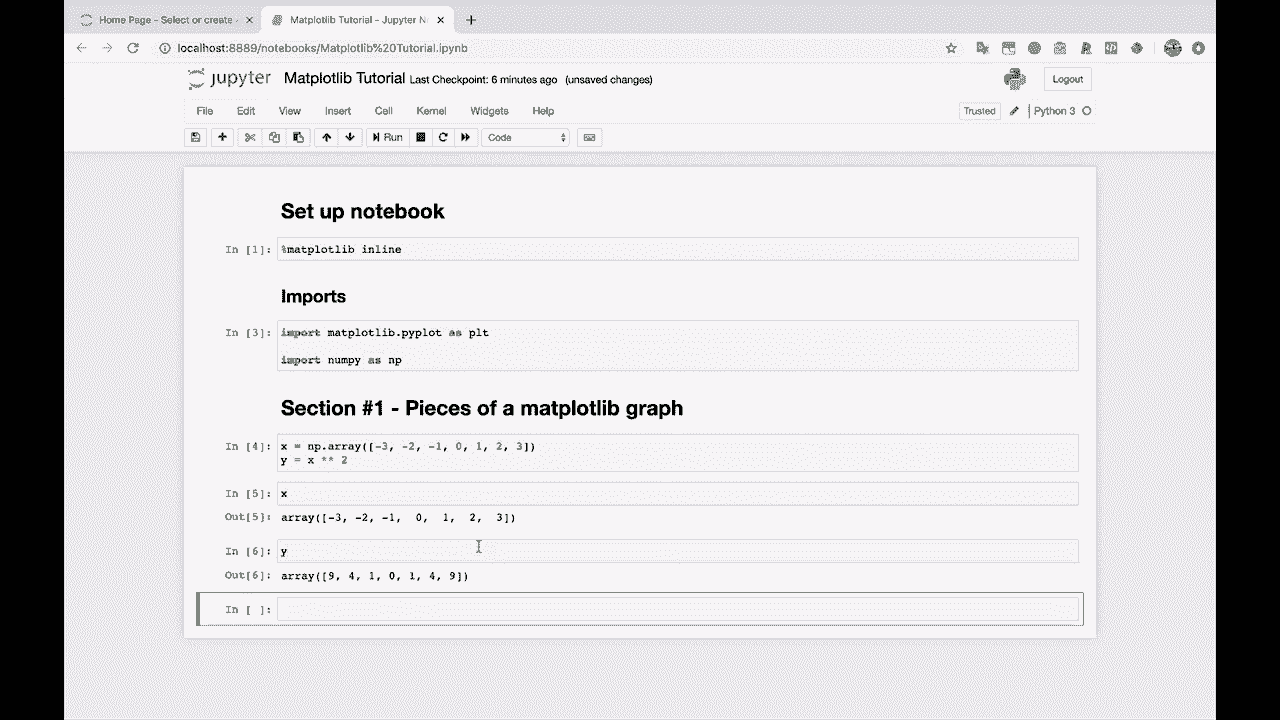 Home Page - Select or create
Matplotlib Tutorial - Jupyter N
localhost:8889/notebooks/Matplotlib%20Tutorial.ipynb
jupyter Matplotlib Tutorial Last Checkpoint: 6 minutes ago (unsaved changes) Logout
File Edit View Insert Cell Kernel Widgets Help Trusted Python 3
Run Code
Set up notebook
In [1]: %matplotlib inline
Imports
In [3]: import matplotlib.pyplot as plt
import numpy as np
Section #1 - Pieces of a matplotlib graph
In [4]: x = np.array([-3, -2, -1, 0, 1, 2, 3])
y = x ** 2
In [5]: x
Out[5]: array([-3, -2, -1, 0, 1, 2, 3])
In [6]: y
Out[6]: array([9, 4, 1, 0, 1, 4, 9])
In [ ]: